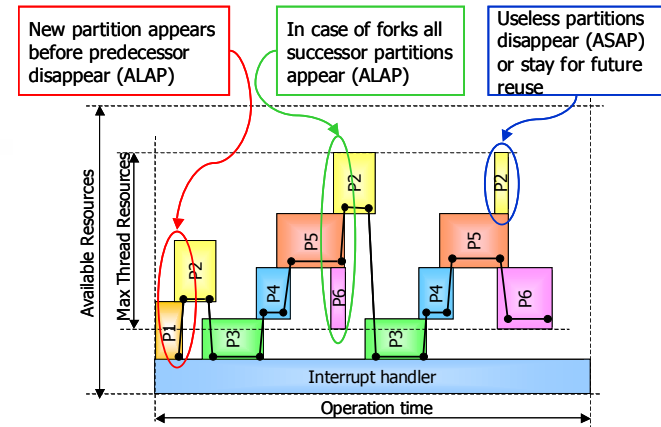 New partition appears
before predecessor
disappear (ALAP)
In case of forks all
successor partitions
appear (ALAP)
Useless partitions
disappear (ASAP)
or stay for future
reuse
Available Resources
Max Thread Resources
P1
P2
P3
P4
P5
P6
P2
P3
P4
P5
P2
P6
Interrupt handler
Operation time